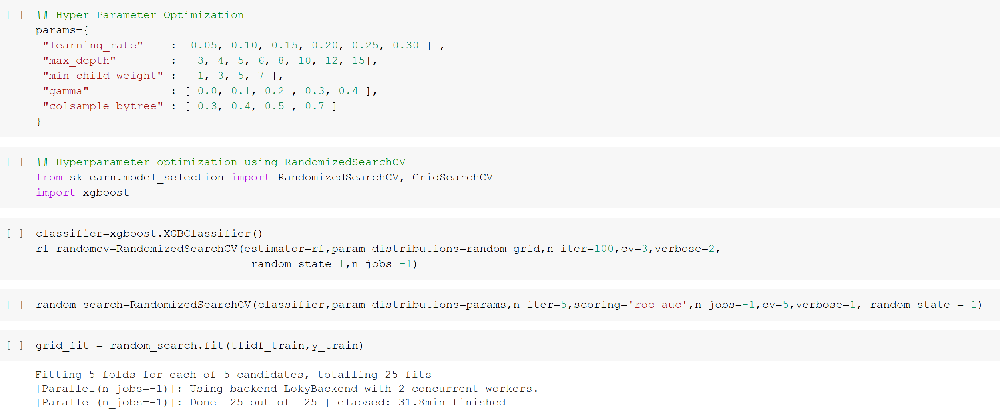 [ ] ## Hyper Parameter Optimization
params={
 "learning_rate"    : [0.05, 0.10, 0.15, 0.20, 0.25, 0.30 ] ,
 "max_depth"        : [ 3, 4, 5, 6, 8, 10, 12, 15],
 "min_child_weight" : [ 1, 3, 5, 7 ],
 "gamma"            : [ 0.0, 0.1, 0.2 , 0.3, 0.4 ],
 "colsample_bytree" : [ 0.3, 0.4, 0.5 , 0.7 ]
}
[ ] ## Hyperparameter optimization using RandomizedSearchCV
from sklearn.model_selection import RandomizedSearchCV, GridSearchCV
import xgboost
[ ] classifier=xgboost.XGBClassifier()
rf_randomcv=RandomizedSearchCV(estimator=rf,param_distributions=random_grid,n_iter=100,cv=3,verbose=2,
                                random_state=1,n_jobs=-1)
[ ] random_search=RandomizedSearchCV(classifier,param_distributions=params,n_iter=5,scoring='roc_auc',n_jobs=-1,cv=5,verbose=1, random_state = 1)
[ ] grid_fit = random_search.fit(tfidf_train,y_train)
Fitting 5 folds for each of 5 candidates, totalling 25 fits
[Parallel(n_jobs=-1)]: Using backend LokyBackend with 2 concurrent workers.
[Parallel(n_jobs=-1)]: Done  25 out of  25 | elapsed: 31.8min finished